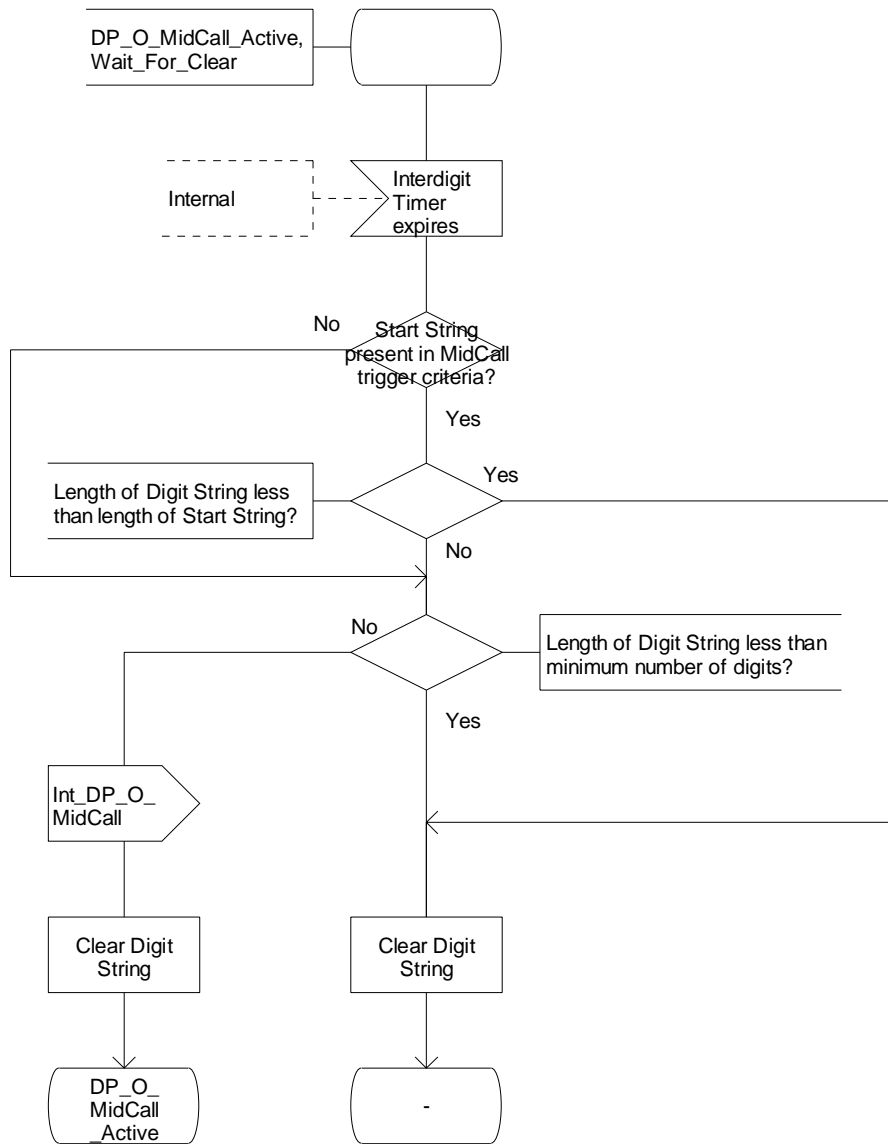 DP_O_MidCall_Active,
Wait_For_Clear
Internal
Interdigit
Timer
expires
No
Start String
present in MidCall
trigger criteria?
Yes
Yes
Length of Digit String less
than length of Start String?
No
No
Length of Digit String less than
minimum number of digits?
Yes
Int_DP_O_
MidCall
Clear Digit
String
Clear Digit
String
DP_O_
MidCall
_Active
-